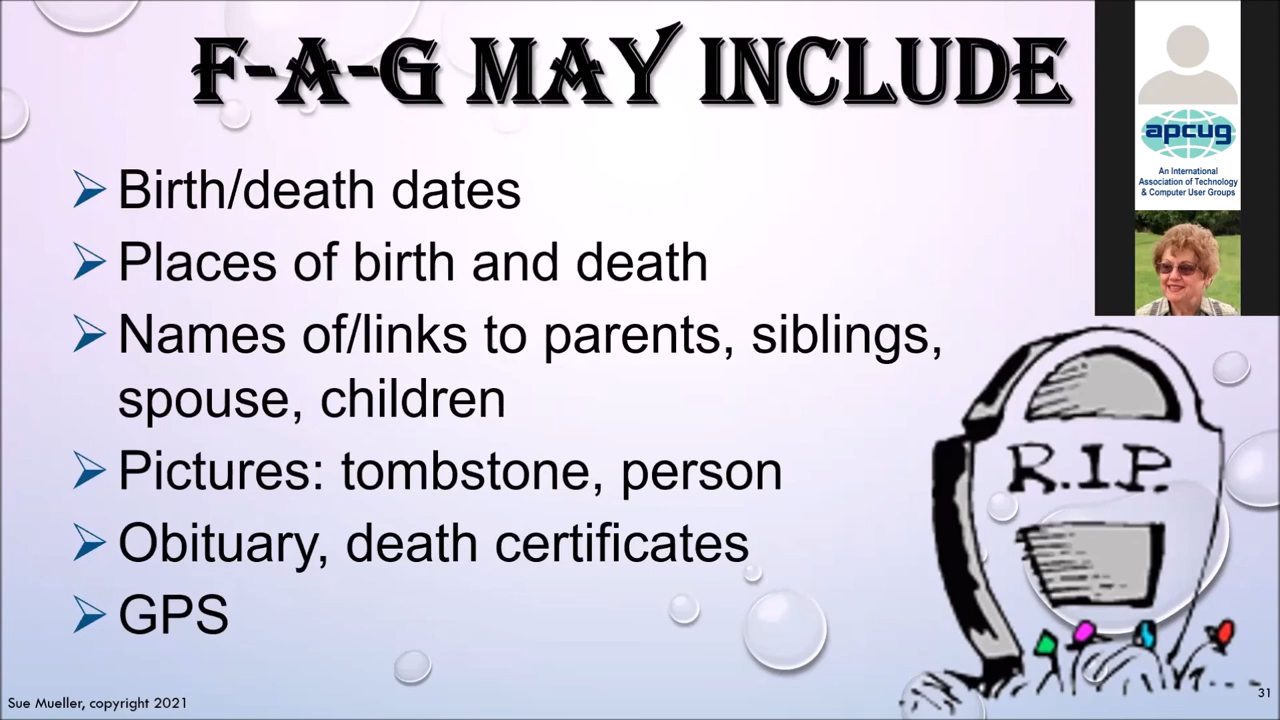 F-A-G MAY INCLUDE
Birth/death dates
Places of birth and death
Names of/links to parents, siblings,
spouse, children
Pictures: tombstone, person
Obituary, death certificates
GPS
apcug
An International
Association of Technology
& Computer User Groups
R.I.P.
Sue Mueller, copyright 2021
31